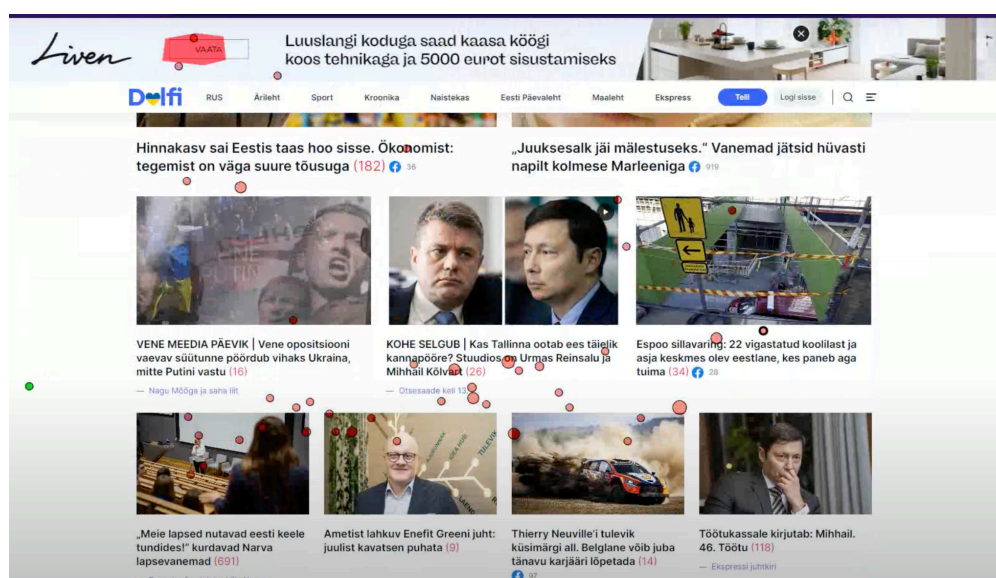 Liven
VAATA
Luuslangi koduga saad kaasa köögi
koos tehnikaga ja 5000 eurot sisustamiseks
Delfi RUS Ärileht Sport Kroonika Naistekas Eesti Päevaleht Maaleht Ekspress Telli Logi sisse
Hinnakasv sai Eestis taas hoo sisse. Ökonomist:
tegemist on väga suure tõusuga (182) 36
„Juuksesalk jäi mälestuseks.“ Vanemad jätsid hüvasti
napilt kolmese Marleeniga 919
VENE MEEDIA PÄEVIK | Vene opositsiooni
vaevav süütunne pöördub vihaks Ukraina,
mitte Putini vastu (16)
— Nagu Mõõga ja saha liit
KOHE SELGUB | Kas Tallinna ootab ees täielik
kannapööre? Stuudios on Urmas Reinsalu ja
Mihhail Kõlvart (26)
— Otsesaade kell 13
Espoo sillavaring: 22 vigastatud koolilast ja
asja keskmes olev eestlane, kes paneb aga
tuima (34) 28
IDEA HUB
TULEVIK
„Meie lapsed nutavad eesti keele
tundides!“ kurdavad Narva
lapsevanemad (691)
Ametist lahkuv Enefit Greeni juht:
juulist kavatsen puhata (9)
Thierry Neuville'i tulevik
küsimärgi all. Belglane võib juba
tänavu karjääri lõpetada (14)
97
Töötukassale kirjutab: Mihhail.
46. Töötu (118)
— Ekspressi juhtkiri